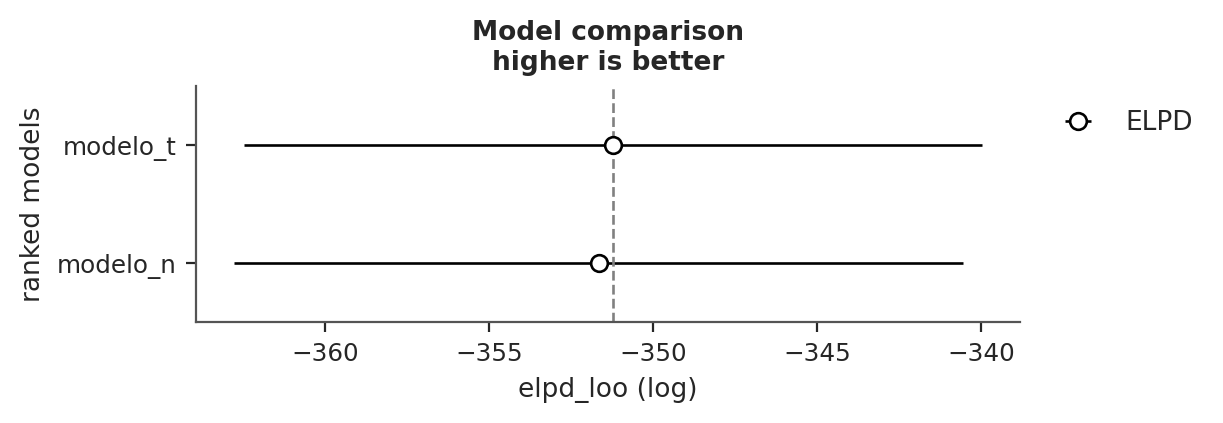 Model comparison
higher is better
ELPD
ranked models
modelo_t
modelo_n
−360
−355
−350
−345
−340
elpd_loo (log)